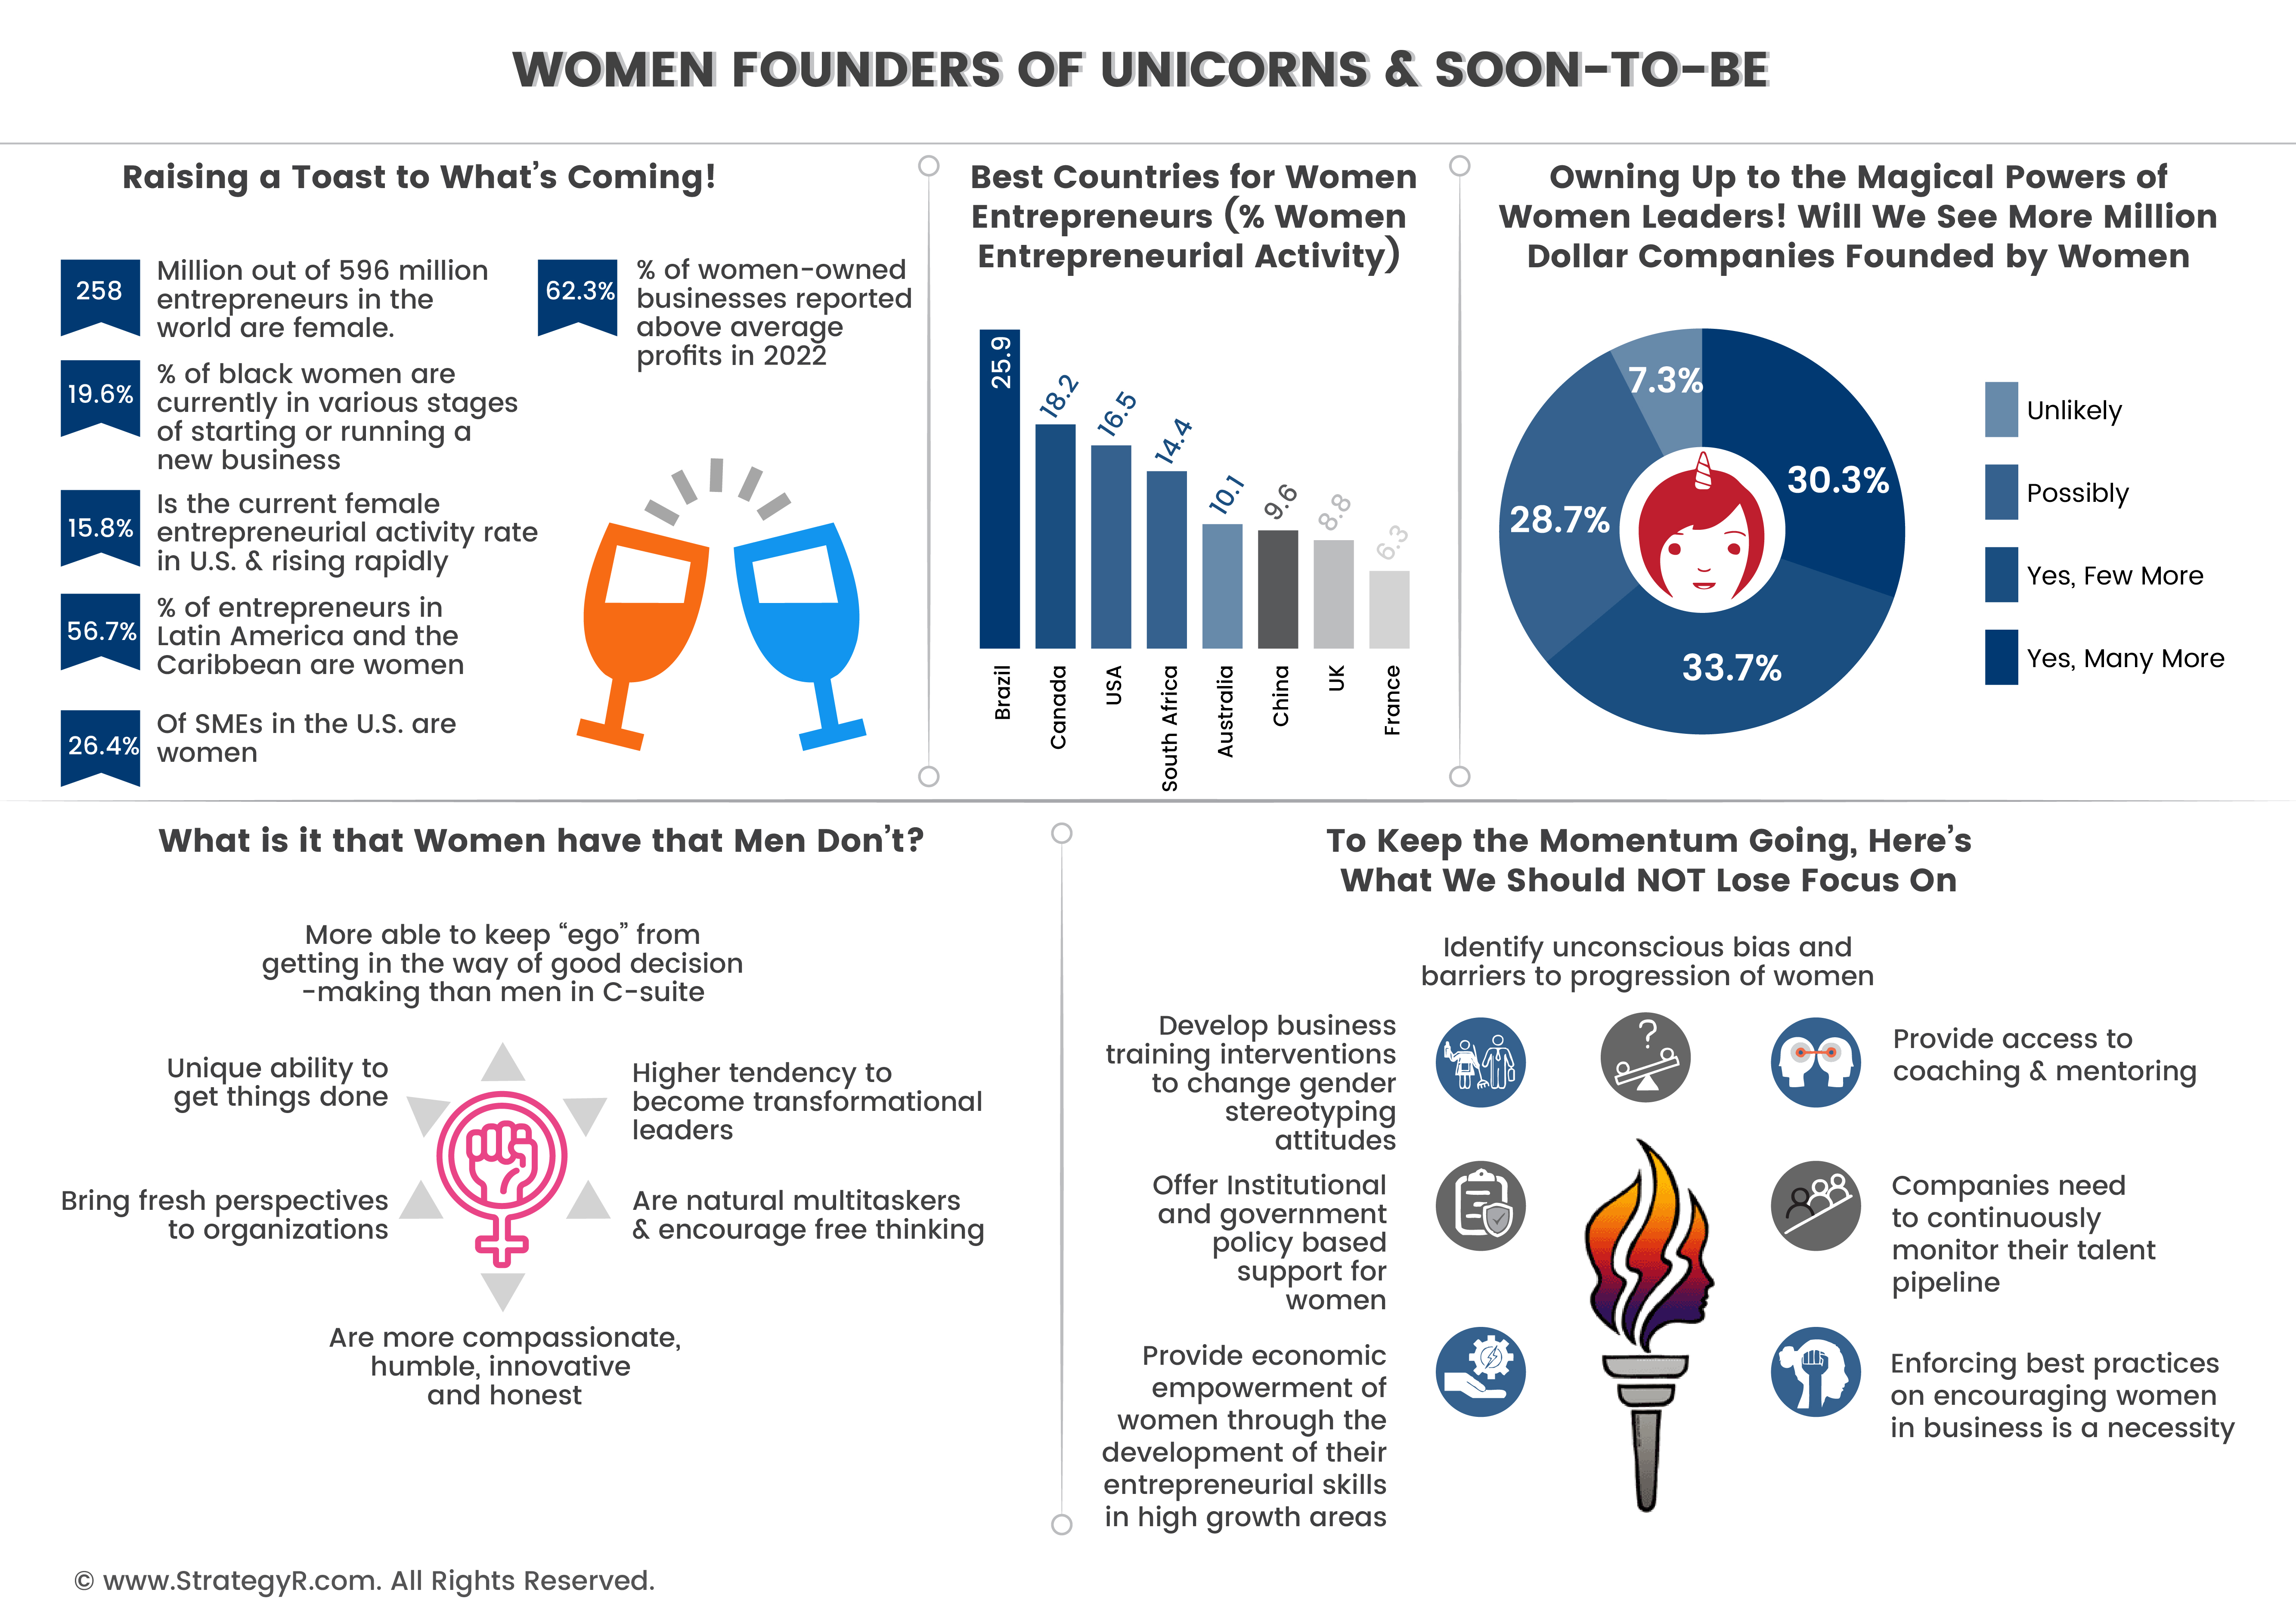 WOMEN FOUNDERS OF UNICORNS & SOON-TO-BE
Raising a Toast to What’s Coming!
258
Million out of 596 million
entrepreneurs in the
world are female.
19.6%
% of black women are
currently in various stages
of starting or running a
new business
15.8%
Is the current female
entrepreneurial activity rate
in U.S. & rising rapidly
56.7%
% of entrepreneurs in
Latin America and the
Caribbean are women
26.4%
Of SMEs in the U.S. are
women
62.3%
% of women-owned
businesses reported
above average
profits in 2022
Best Countries for Women
Entrepreneurs (% Women
Entrepreneurial Activity)
25.9
18.2
16.5
14.4
10.1
9.6
8.8
6.3
Brazil
Canada
USA
South Africa
Australia
China
UK
France
Owning Up to the Magical Powers of
Women Leaders! Will We See More Million
Dollar Companies Founded by Women
7.3%
30.3%
28.7%
33.7%
Unlikely
Possibly
Yes, Few More
Yes, Many More
What is it that Women have that Men Don’t?
More able to keep “ego” from
getting in the way of good decision
-making than men in C-suite
Unique ability to
get things done
Higher tendency to
become transformational
leaders
Bring fresh perspectives
to organizations
Are natural multitaskers
& encourage free thinking
Are more compassionate,
humble, innovative
and honest
To Keep the Momentum Going, Here’s
What We Should NOT Lose Focus On
Identify unconscious bias and
barriers to progression of women
Develop business
training interventions
to change gender
stereotyping
attitudes
?
Provide access to
coaching & mentoring
Offer Institutional
and government
policy based
support for
women
Companies need
to continuously
monitor their talent
pipeline
Provide economic
empowerment of
women through the
development of their
entrepreneurial skills
in high growth areas
Enforcing best practices
on encouraging women
in business is a necessity
© www.StrategyR.com. All Rights Reserved.